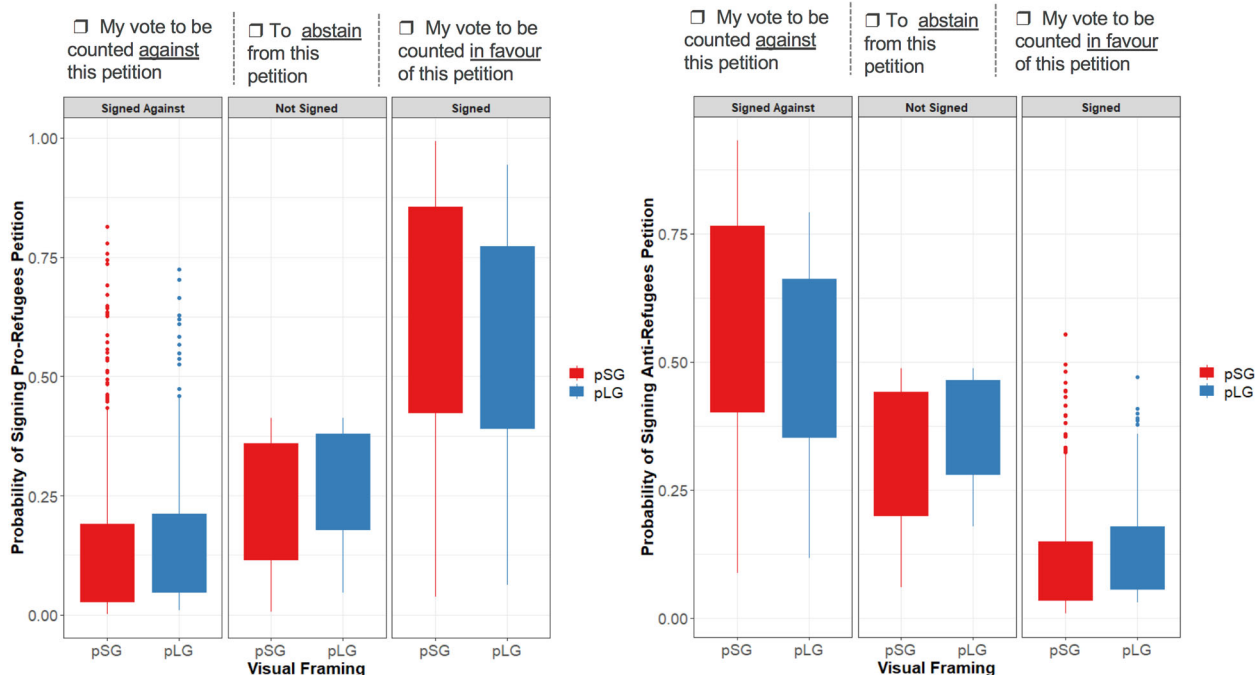 ❐ My vote to be
counted against
this petition
❐ To abstain
from this
petition
❐ My vote to be
counted in favour
of this petition
Signed Against
Not Signed
Signed
Probability of Signing Pro-Refugees Petition
1.00
0.75
0.50
0.25
0.00
pSG
pLG
pSG
pLG
pSG
pLG
Visual Framing
pSG
pLG
❐ My vote to be
counted against
this petition
❐ To abstain
from this
petition
❐ My vote to be
counted in favour
of this petition
Signed Against
Not Signed
Signed
Probability of Signing Anti-Refugees Petition
0.75
0.50
0.25
0.00
pSG
pLG
pSG
pLG
pSG
pLG
Visual Framing
pSG
pLG